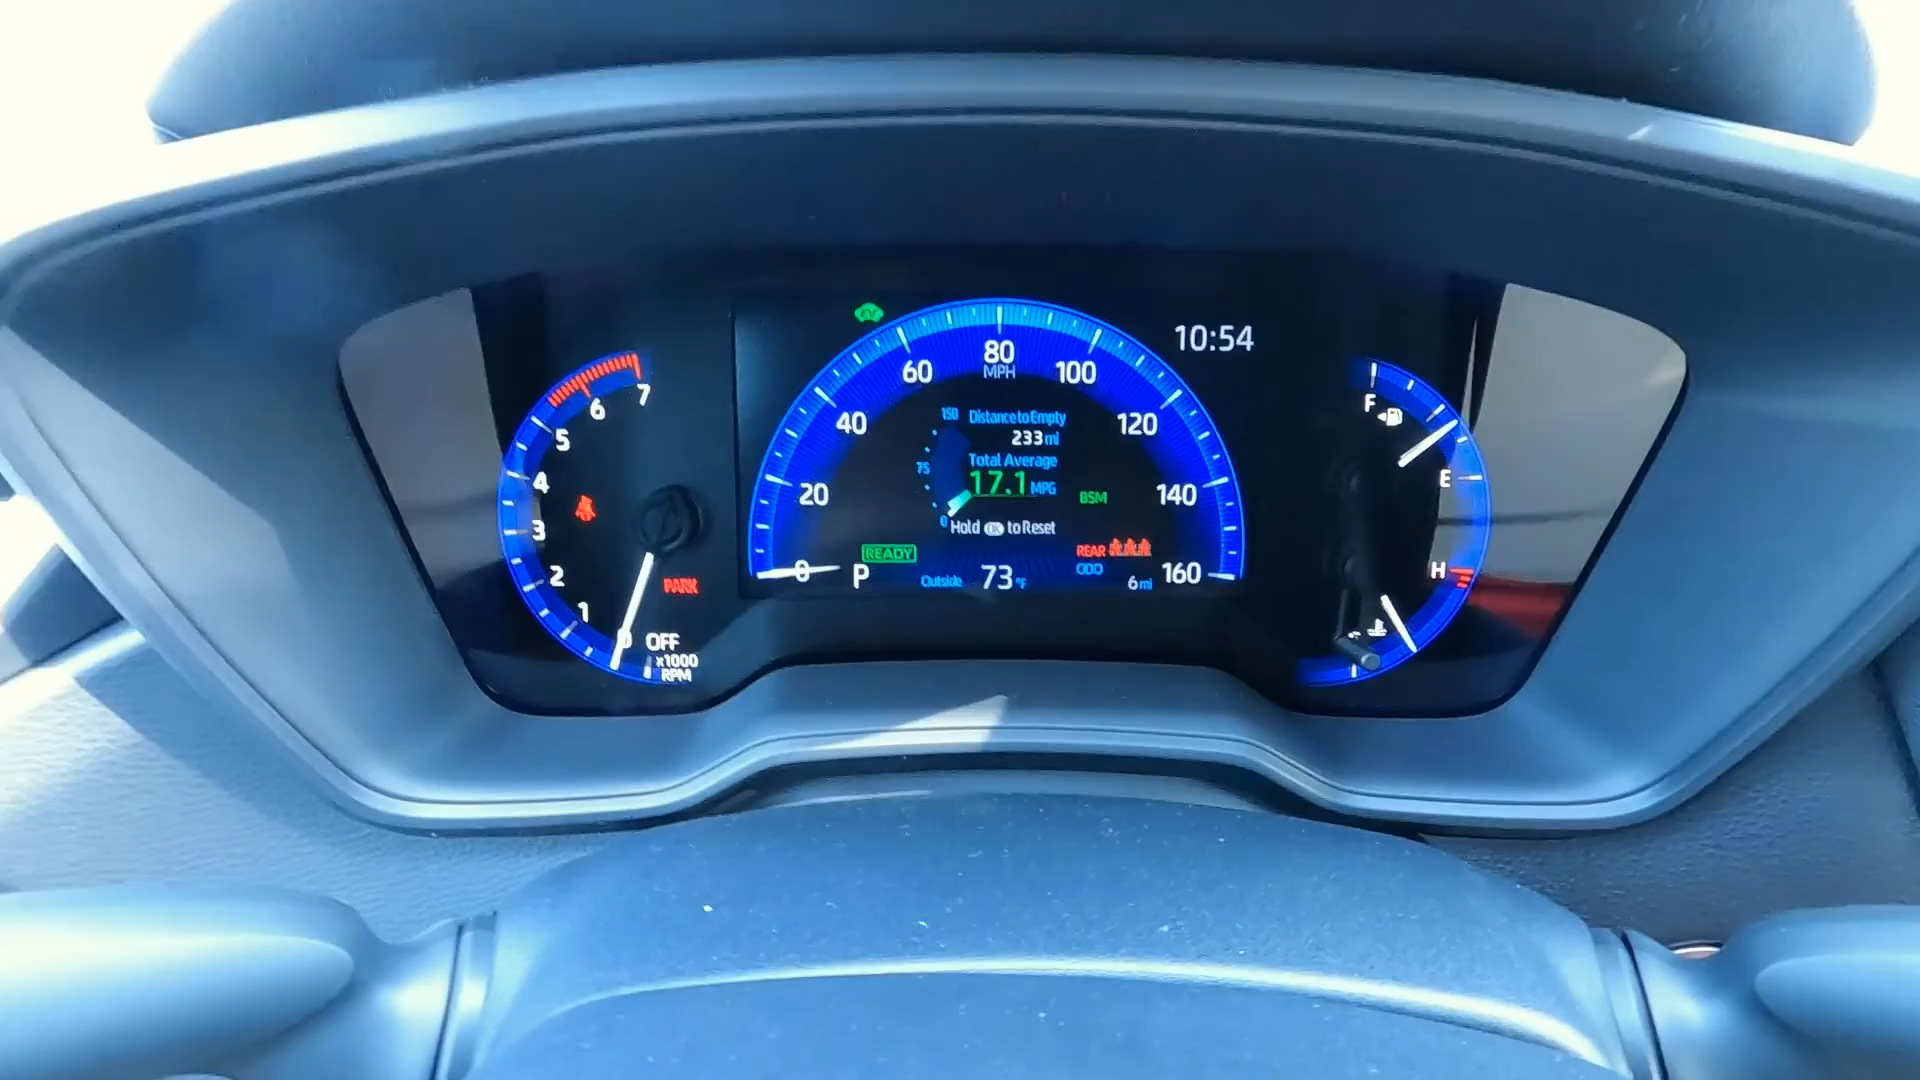 EV
10:54
80
MPH
60
100
40
120
20
140
0
160
150
75
0
Distance to Empty
233 mi
Total Average
17.1 MPG
Hold OK to Reset
BSM
READY
REAR
P
Outside 73 °F
ODO
6 mi
7
6
5
4
3
2
1
0
PARK
OFF
x1000
RPM
F
E
H